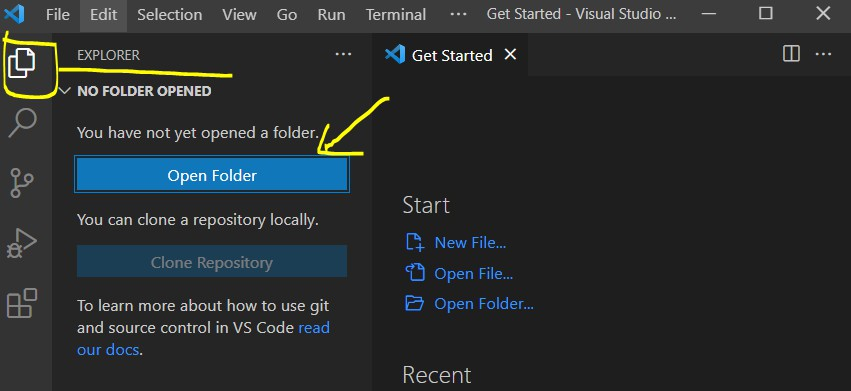 File Edit Selection View Go Run Terminal ... Get Started - Visual Studio ...
EXPLORER ...
Get Started
NO FOLDER OPENED
You have not yet opened a folder.
Open Folder
You can clone a repository locally.
Clone Repository
To learn more about how to use git
and source control in VS Code read
our docs.
Start
New File...
Open File...
Open Folder...
Recent